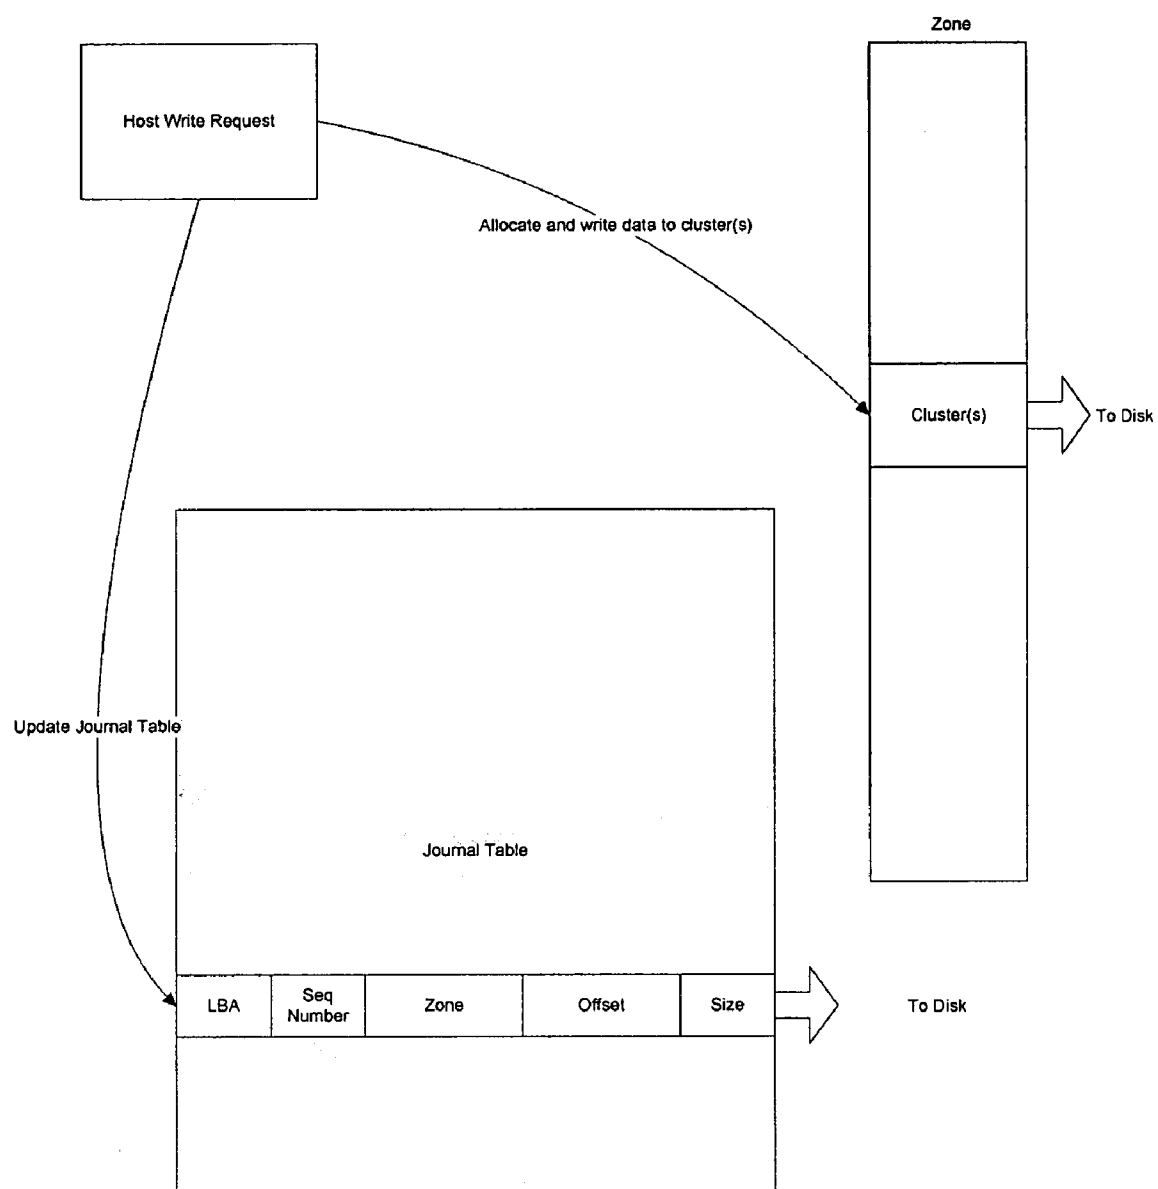 Zone
Host Write Request
Allocate and write data to cluster(s)
Cluster(s)
To Disk
Update Journal Table
Journal Table
LBA
Seq
Number
Zone
Offset
Size
To Disk